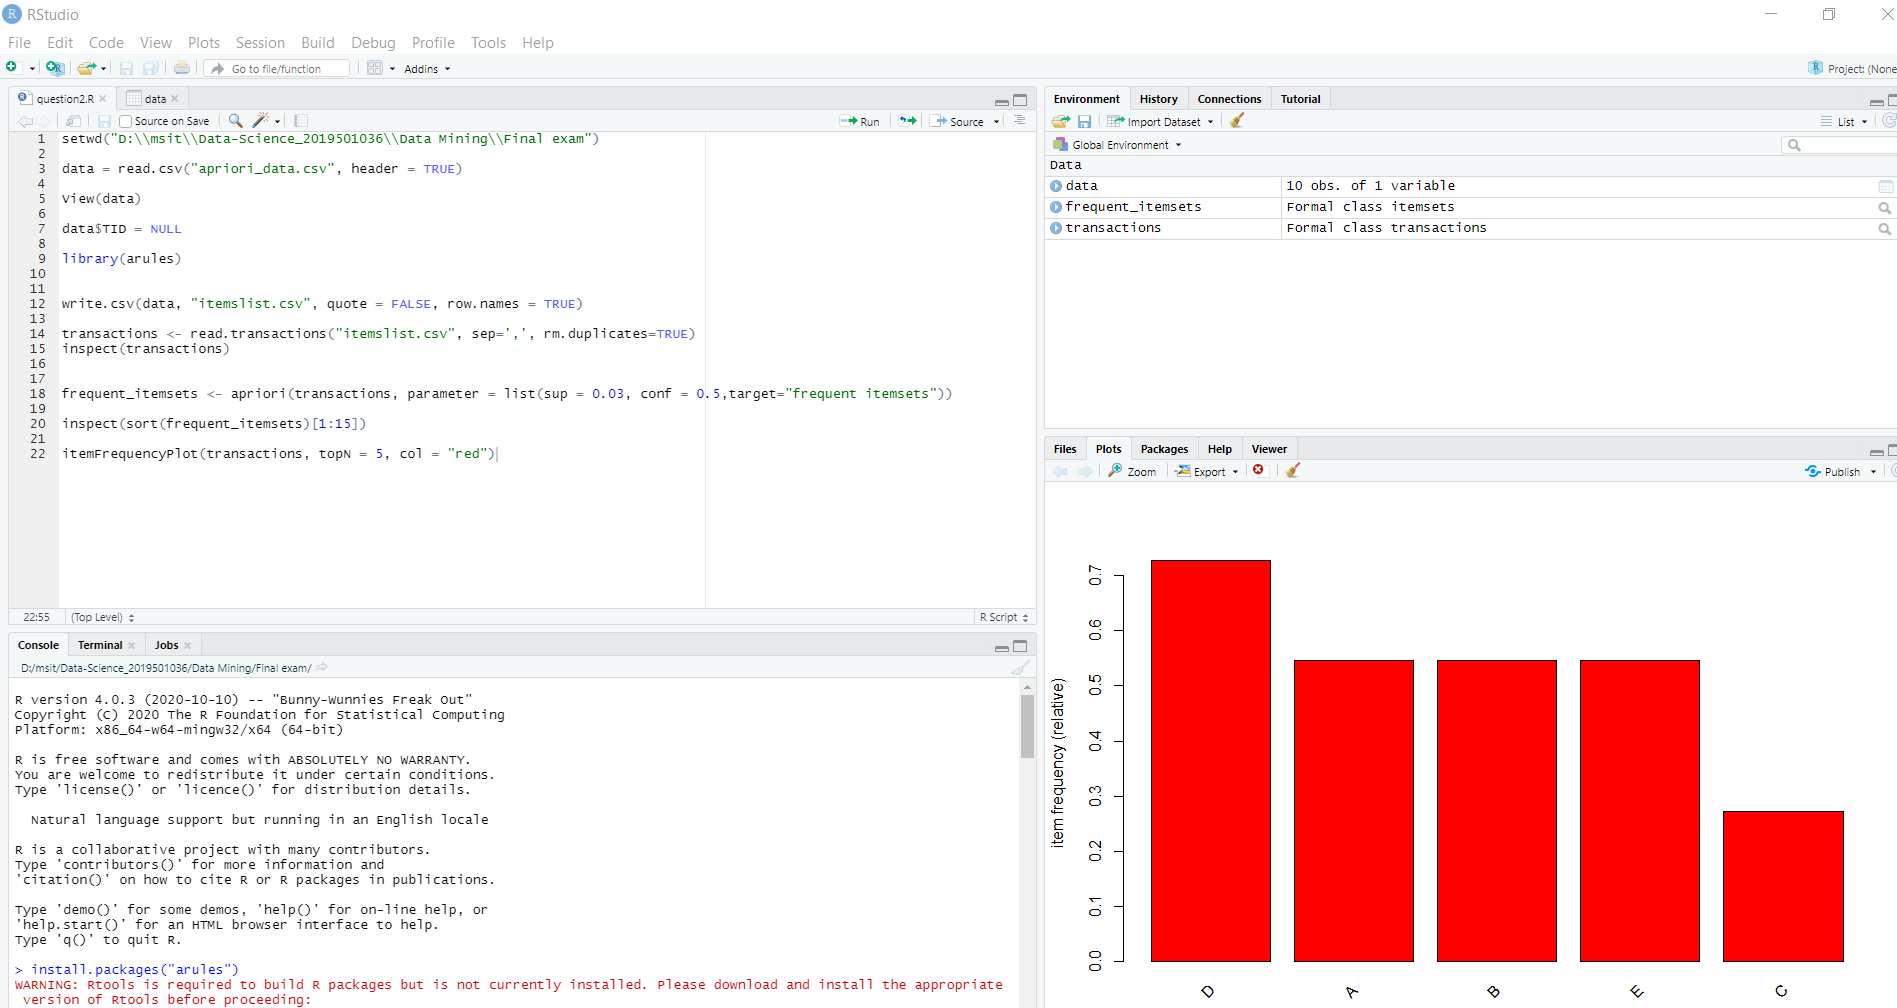 RStudio
File Edit Code View Plots Session Build Debug Profile Tools Help
Go to file/function Addins Project: (None
question2.R data
Source on Save Run Source
1 setwd("D:\\msit\\Data-Science_2019501036\\Data Mining\\Final exam")
2
3 data = read.csv("apriori_data.csv", header = TRUE)
4
5 View(data)
6
7 data$TID = NULL
8
9 library(arules)
10
11
12 write.csv(data, "itemslist.csv", quote = FALSE, row.names = TRUE)
13
14 transactions <- read.transactions("itemslist.csv", sep=',', rm.duplicates=TRUE)
15 inspect(transactions)
16
17
18 frequent_itemsets <- apriori(transactions, parameter = list(sup = 0.03, conf = 0.5,target="frequent itemsets"))
19
20 inspect(sort(frequent_itemsets)[1:15])
21
22 itemFrequencyPlot(transactions, topN = 5, col = "red")
22:55 (Top Level) R Script
Console Terminal Jobs
D:/msit/Data-Science_2019501036/Data Mining/Final exam/
R version 4.0.3 (2020-10-10) -- "Bunny-Wunnies Freak Out"
Copyright (C) 2020 The R Foundation for Statistical Computing
Platform: x86_64-w64-mingw32/x64 (64-bit)
R is free software and comes with ABSOLUTELY NO WARRANTY.
You are welcome to redistribute it under certain conditions.
Type 'license()' or 'licence()' for distribution details.
Natural language support but running in an English locale
R is a collaborative project with many contributors.
Type 'contributors()' for more information and
'citation()' on how to cite R or R packages in publications.
Type 'demo()' for some demos, 'help()' for on-line help, or
'help.start()' for an HTML browser interface to help.
Type 'q()' to quit R.
> install.packages("arules")
WARNING: Rtools is required to build R packages but is not currently installed. Please download and install the appropriate
version of Rtools before proceeding:
Environment History Connections Tutorial
Import Dataset List
Global Environment
Data
data 10 obs. of 1 variable
frequent_itemsets Formal class itemsets
transactions Formal class transactions
Files Plots Packages Help Viewer
Zoom Export Publish
item frequency (relative)
0.7
0.6
0.5
0.4
0.3
0.2
0.1
0.0
D A B E C